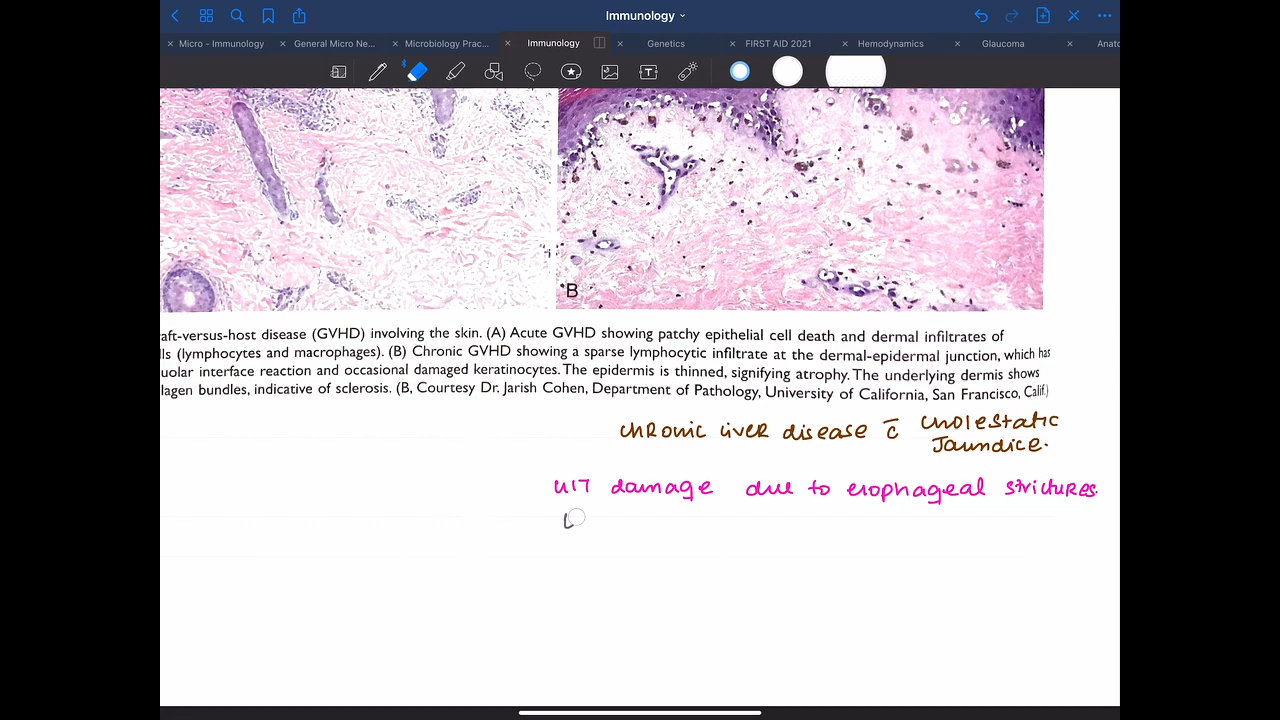 Immunology
Micro - Immunology
General Micro Ne...
Microbiology Prac...
Immunology
Genetics
FIRST AID 2021
Hemodynamics
Glaucoma
Anato
B
aft-versus-host disease (GVHD) involving the skin. (A) Acute GVHD showing patchy epithelial cell death and dermal infiltrates of
lls (lymphocytes and macrophages). (B) Chronic GVHD showing a sparse lymphocytic infiltrate at the dermal-epidermal junction, which has
uolar interface reaction and occasional damaged keratinocytes. The epidermis is thinned, signifying atrophy. The underlying dermis shows
lagen bundles, indicative of sclerosis. (B, Courtesy Dr. Jarish Cohen, Department of Pathology, University of California, San Francisco, Calif.)
chronic liver disease c̄ cholestatic
Jaundice.
GIT damage due to esophageal strictures.